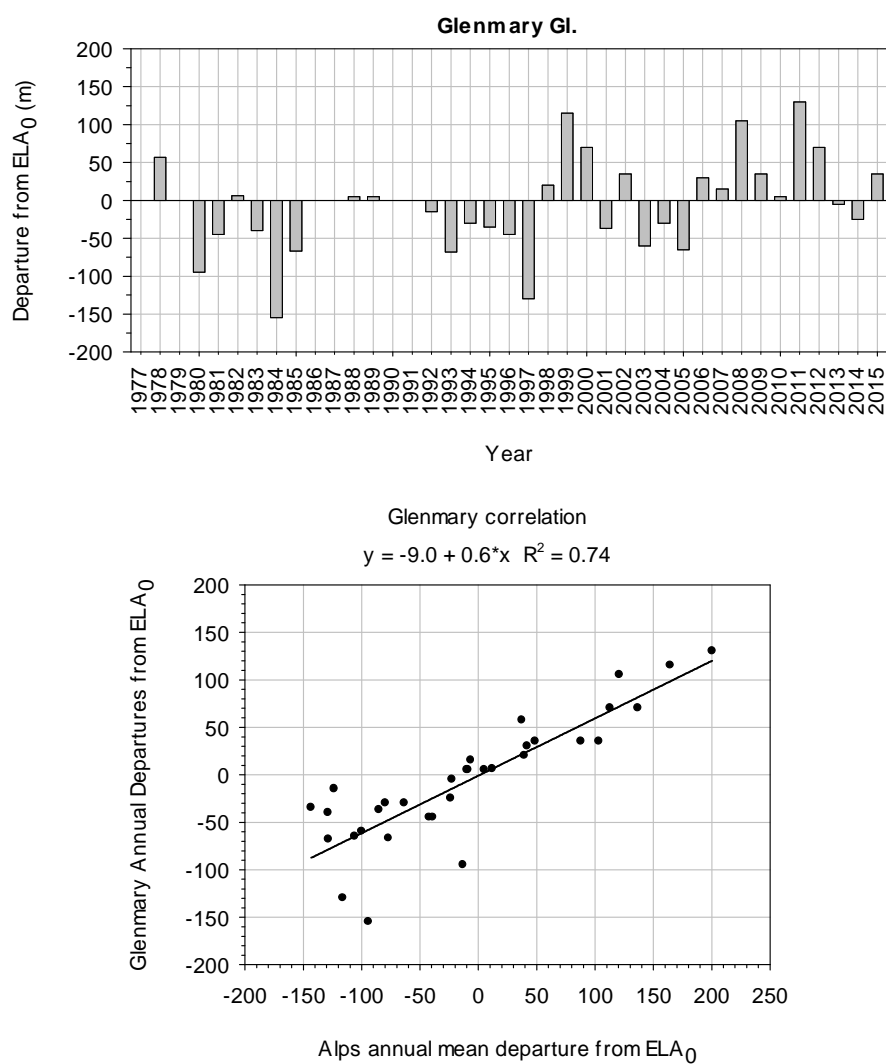 Glenmary Gl.
Departure from ELA0 (m)
200
150
100
50
0
-50
-100
-150
-200
1977 1978 1979 1980 1981 1982 1983 1984 1985 1986 1987 1988 1989 1990 1991 1992 1993 1994 1995 1996 1997 1998 1999 2000 2001 2002 2003 2004 2005 2006 2007 2008 2009 2010 2011 2012 2013 2014 2015
Year
Glenmary correlation
y = -9.0 + 0.6*x R2 = 0.74
Glenmary Annual Departures from ELA0
200
150
100
50
0
-50
-100
-150
-200
-200 -150 -100 -50 0 50 100 150 200 250
Alps annual mean departure from ELA0